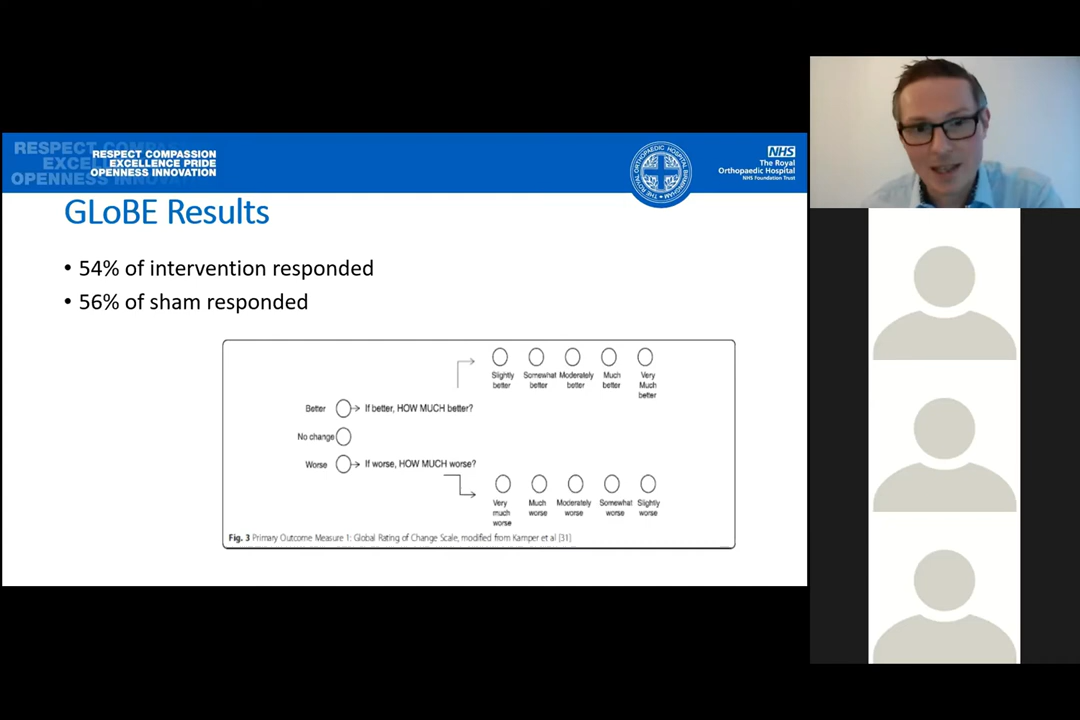 RESPECT COMPASSION
EXCELLENCE PRIDE
OPENNESS INNOVATION
ROYAL ORTHOPAEDIC HOSPITAL BIRMINGHAM
NHS
The Royal
Orthopaedic Hospital
NHS Foundation Trust
GLoBE Results
• 54% of intervention responded
• 56% of sham responded
Slightly better
Somewhat better
Moderately better
Much better
Very Much better
Better
If better, HOW MUCH better?
No change
Worse
If worse, HOW MUCH worse?
Very much worse
Much worse
Moderately worse
Somewhat worse
Slightly worse
Fig. 3 Primary Outcome Measure 1: Global Rating of Change Scale, modified from Kamper et al [31]